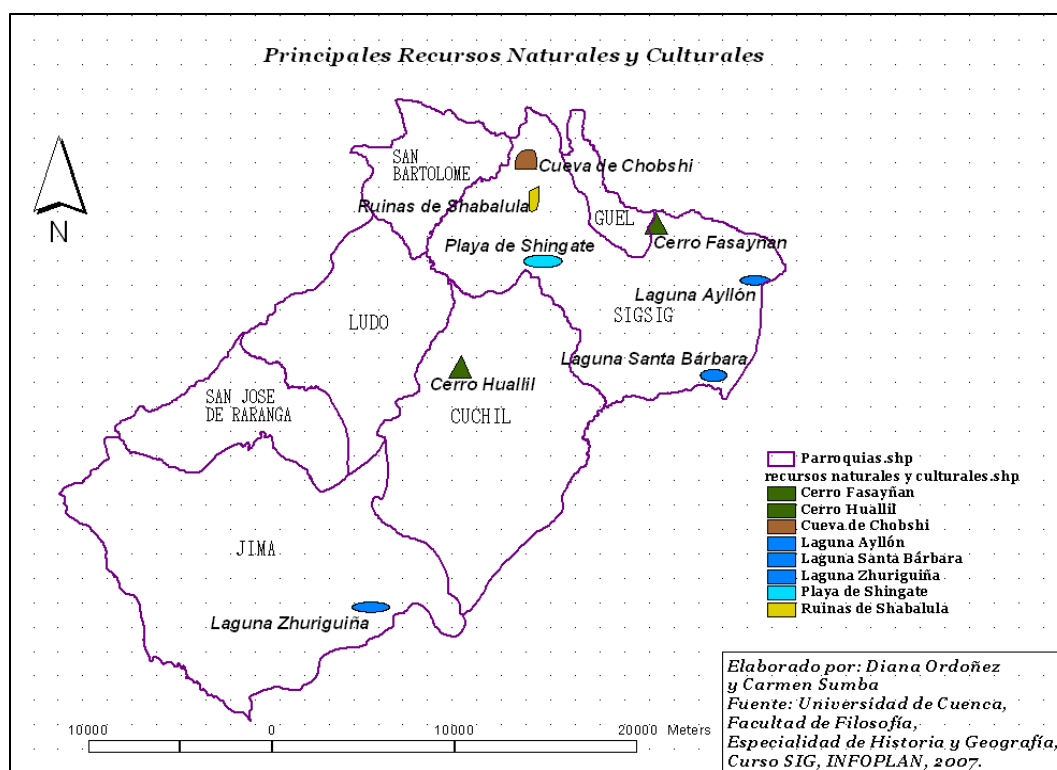 Principales Recursos Naturales y Culturales
SAN
BARTOLOME
Cueva de Chobshi
Ruinas de Shabalula
GUEL
Playa de Shingate
Cerro Fasayñan
N
Laguna Ayllón
SIGSIG
LUDO
Laguna Santa Bárbara
Cerro Huallil
SAN JOSE
DE RARANGA
CUCHIL
JIMA
Laguna Zhuriguiña
Parroquias.shp
recursos naturales y culturales.shp
Cerro Fasayñan
Cerro Huallil
Cueva de Chobshi
Laguna Ayllón
Laguna Santa Bárbara
Laguna Zhuriguiña
Playa de Shingate
Ruinas de Shabalula
10000 0 10000 20000 Meters
Elaborado por: Diana Ordoñez
y Carmen Sumba
Fuente: Universidad de Cuenca,
Facultad de Filosofía,
Especialidad de Historia y Geografía,
Curso SIG, INFOPLAN, 2007.